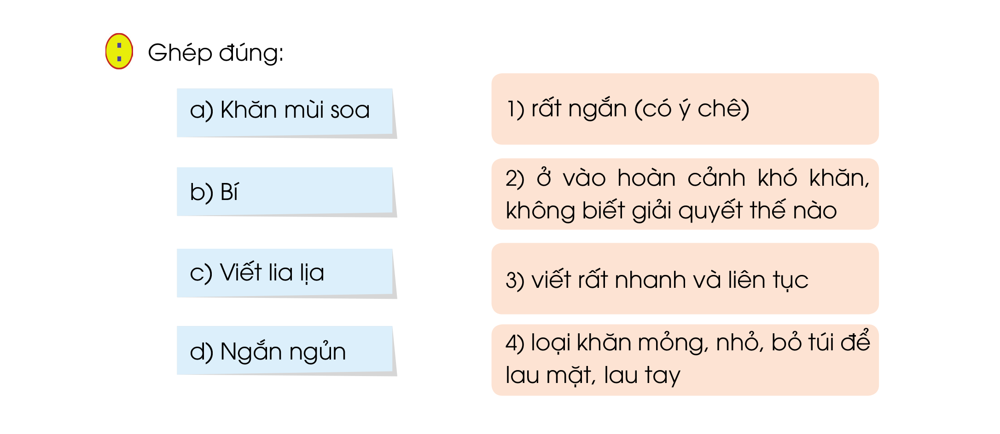 Ghép đúng:
a) Khăn mùi soa
1) rất ngắn (có ý chê)
b) Bí
2) ở vào hoàn cảnh khó khăn,
không biết giải quyết thế nào
c) Viết lia lịa
3) viết rất nhanh và liên tục
d) Ngắn ngủn
4) loại khăn mỏng, nhỏ, bỏ túi để
lau mặt, lau tay